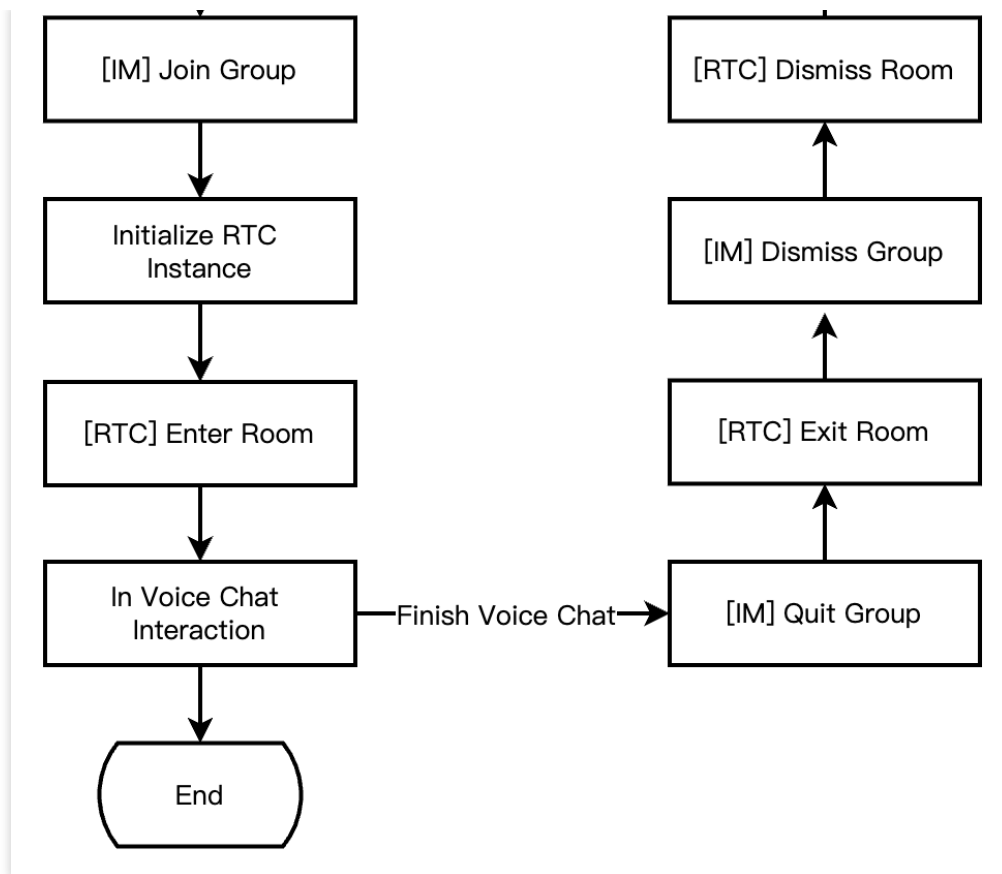 [IM] Join Group
[RTC] Dismiss Room
Initialize RTC
Instance
[IM] Dismiss Group
[RTC] Enter Room
[RTC] Exit Room
In Voice Chat
Interaction
Finish Voice Chat
[IM] Quit Group
End